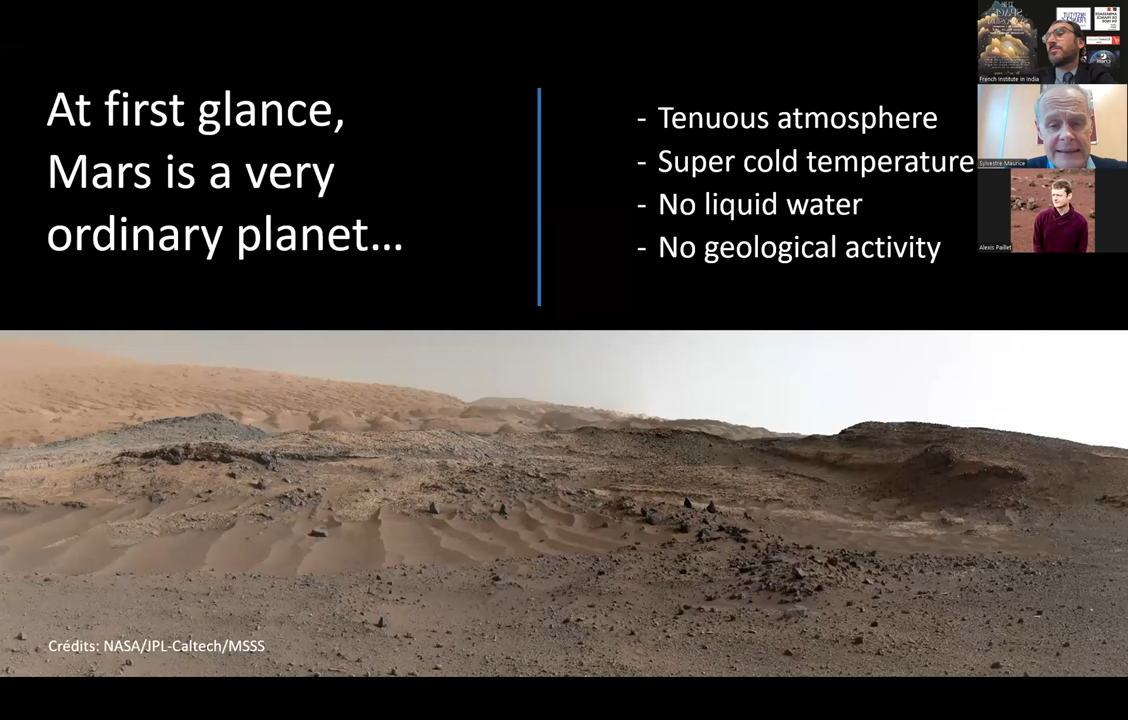 At first glance,
Mars is a very
ordinary planet...
- Tenuous atmosphere
- Super cold temperature
- No liquid water
- No geological activity
Crédits: NASA/JPL-Caltech/MSSS
French Institute in India
Sylvestre Maurice
Alexis Paillet